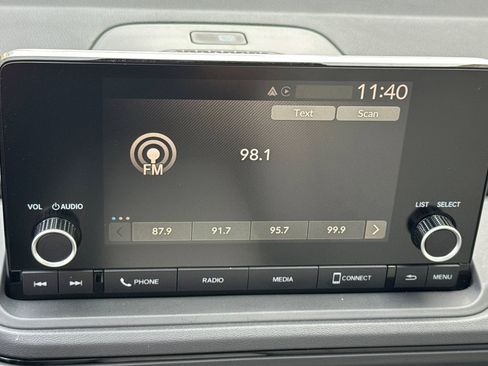 11:40
Text Scan
FM 98.1
VOL AUDIO LIST SELECT
87.9 91.7 95.7 99.9
PHONE RADIO MEDIA CONNECT MENU